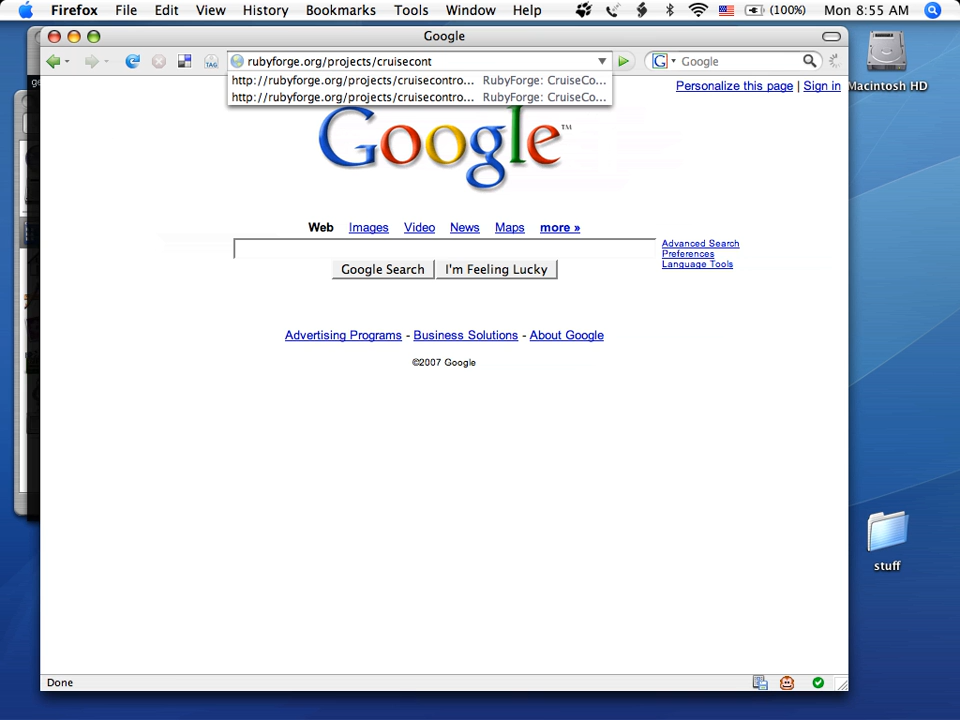 Firefox File Edit View History Bookmarks Tools Window Help (100%) Mon 8:55 AM
Google
TAG rubyforge.org/projects/cruisecont G Google
http://rubyforge.org/projects/cruisecontro... RubyForge: CruiseCo...
http://rubyforge.org/projects/cruisecontro... RubyForge: CruiseCo...
Personalize this page | Sign in
Macintosh HD
Google™
Web Images Video News Maps more »
Advanced Search
Preferences
Language Tools
Google Search I'm Feeling Lucky
Advertising Programs - Business Solutions - About Google
©2007 Google
stuff
Done